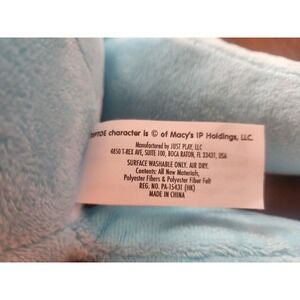 character is © of Macy's IP Holdings, LLC.
Manufactured by JUST PLAY, LLC
4850 T-REX AVE, SUITE 100, BOCA RATON, FL 33431, USA
SURFACE WASHABLE ONLY, AIR DRY.
Contents: All New Materials,
Polyester Fibers & Polyester Fiber Felt
REG. NO. PA-15431 (HK)
MADE IN CHINA